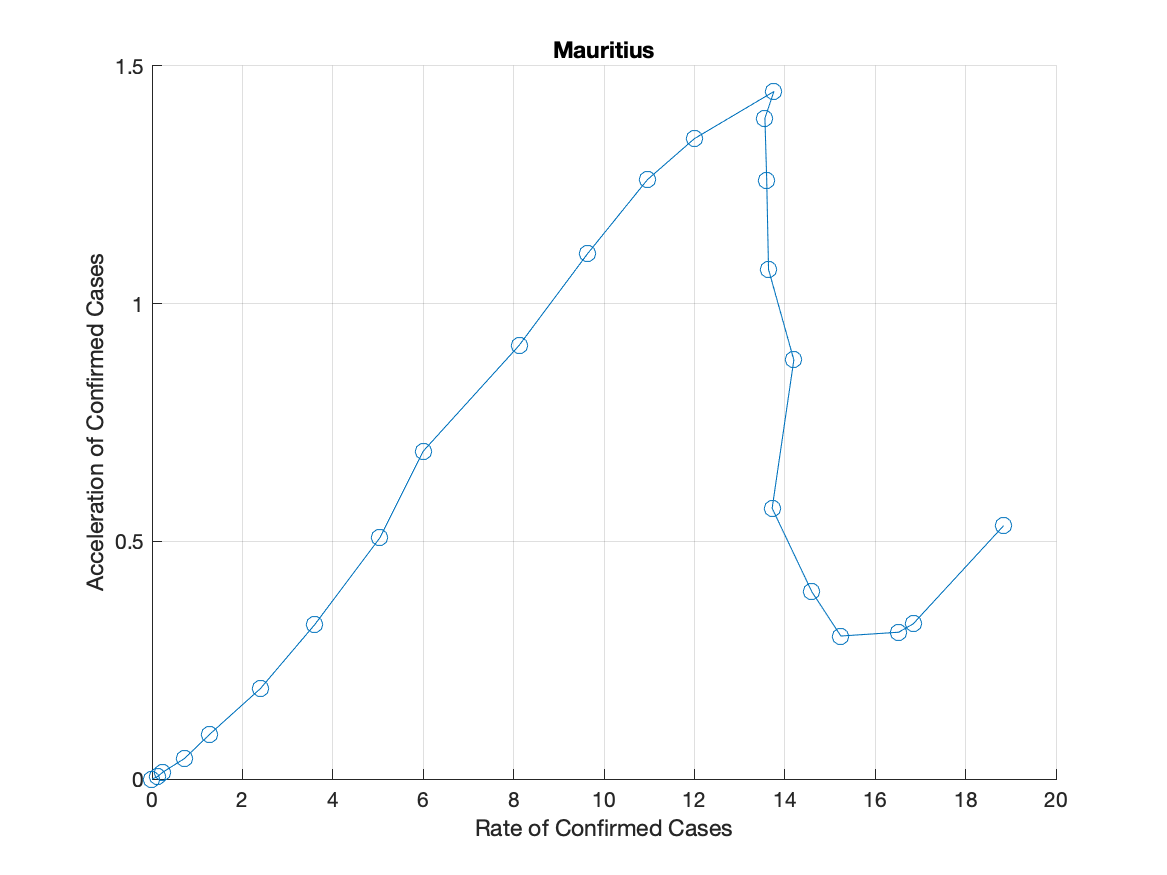 Mauritius
1.5
1
0.5
0
0 2 4 6 8 10 12 14 16 18 20
Acceleration of Confirmed Cases
Rate of Confirmed Cases